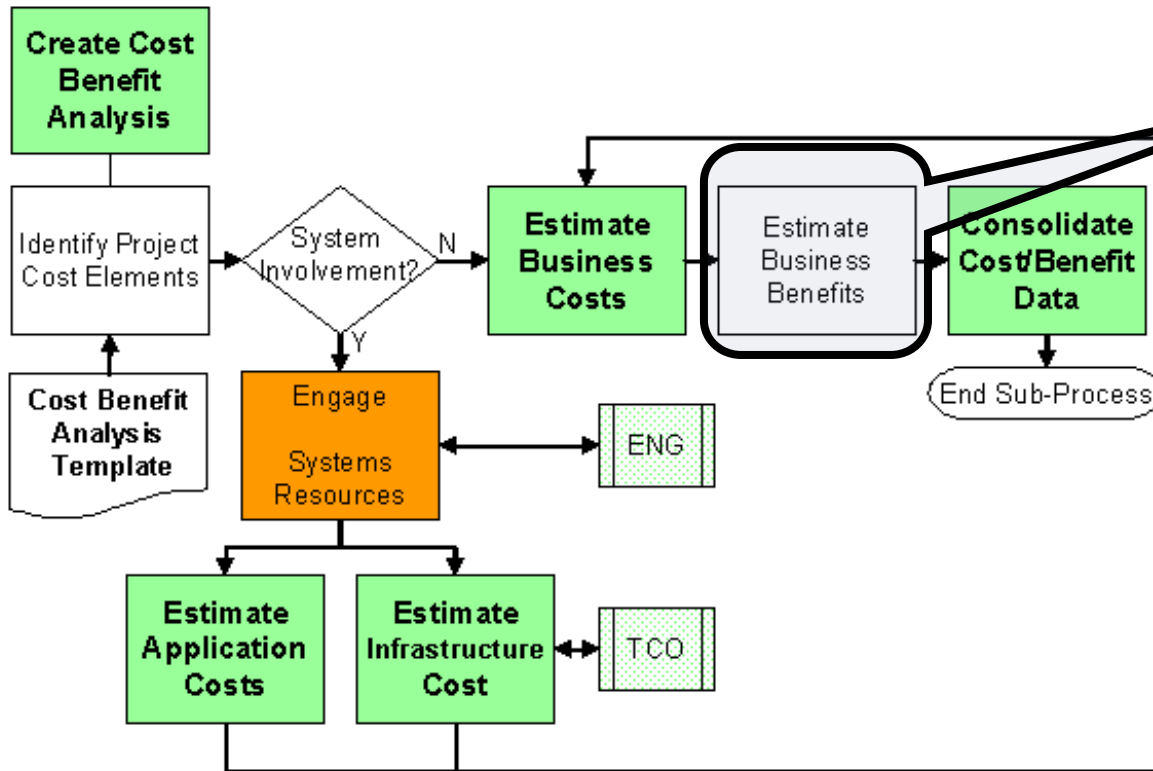 Create Cost
Benefit
Analysis
Identify Project
Cost Elements
System
Involvement?
N
Y
Estimate
Business
Costs
Estimate
Business
Benefits
Consolidate
Cost/Benefit
Data
End Sub-Process
Cost Benefit
Analysis
Template
Engage
Systems
Resources
ENG
Estimate
Application
Costs
Estimate
Infrastructure
Cost
TCO